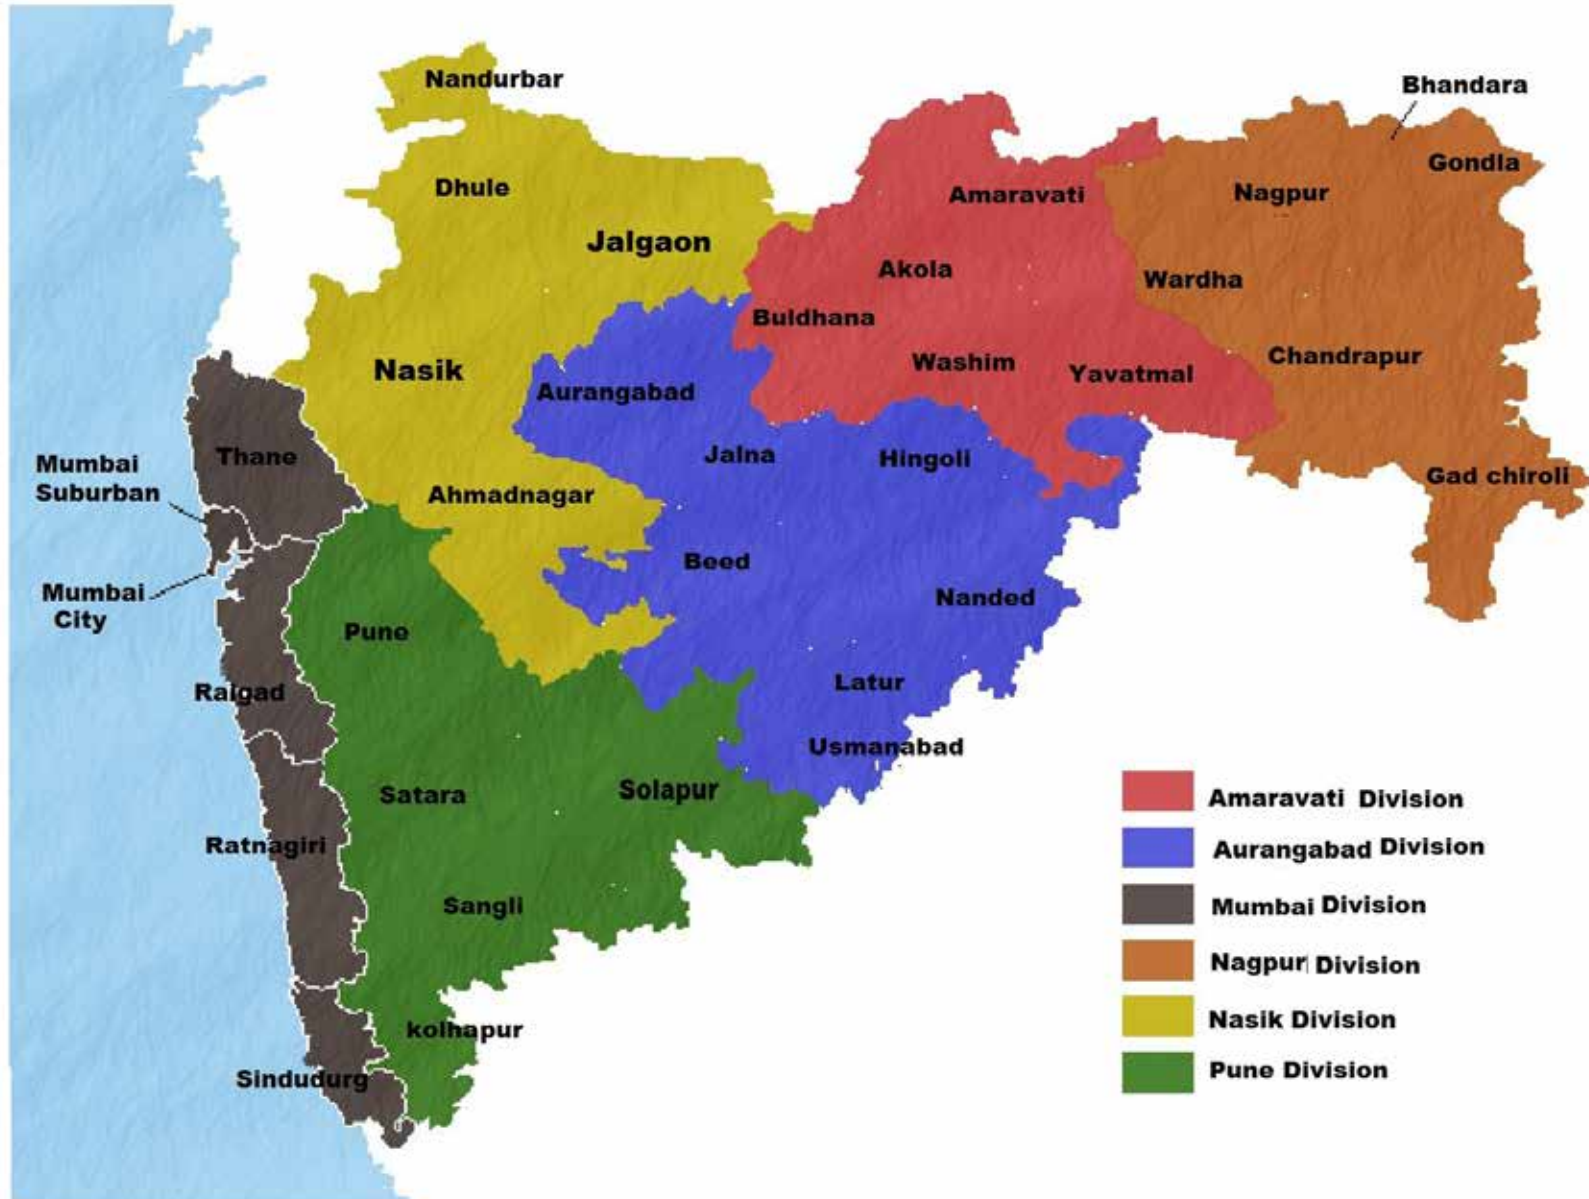 Nandurbar
Bhandara
Gondla
Dhule
Amaravati
Nagpur
Jalgaon
Akola
Wardha
Buldhana
Nasik
Washim
Yavatmal
Chandrapur
Aurangabad
Thane
Jalna
Hingoli
Mumbai
Suburban
Ahmadnagar
Gad chiroli
Beed
Mumbai
City
Nanded
Pune
Raigad
Latur
Usmanabad
Satara
Solapur
Ratnagiri
Sangli
kolhapur
Sindudurg
Amaravati Division
Aurangabad Division
Mumbai Division
Nagpur Division
Nasik Division
Pune Division